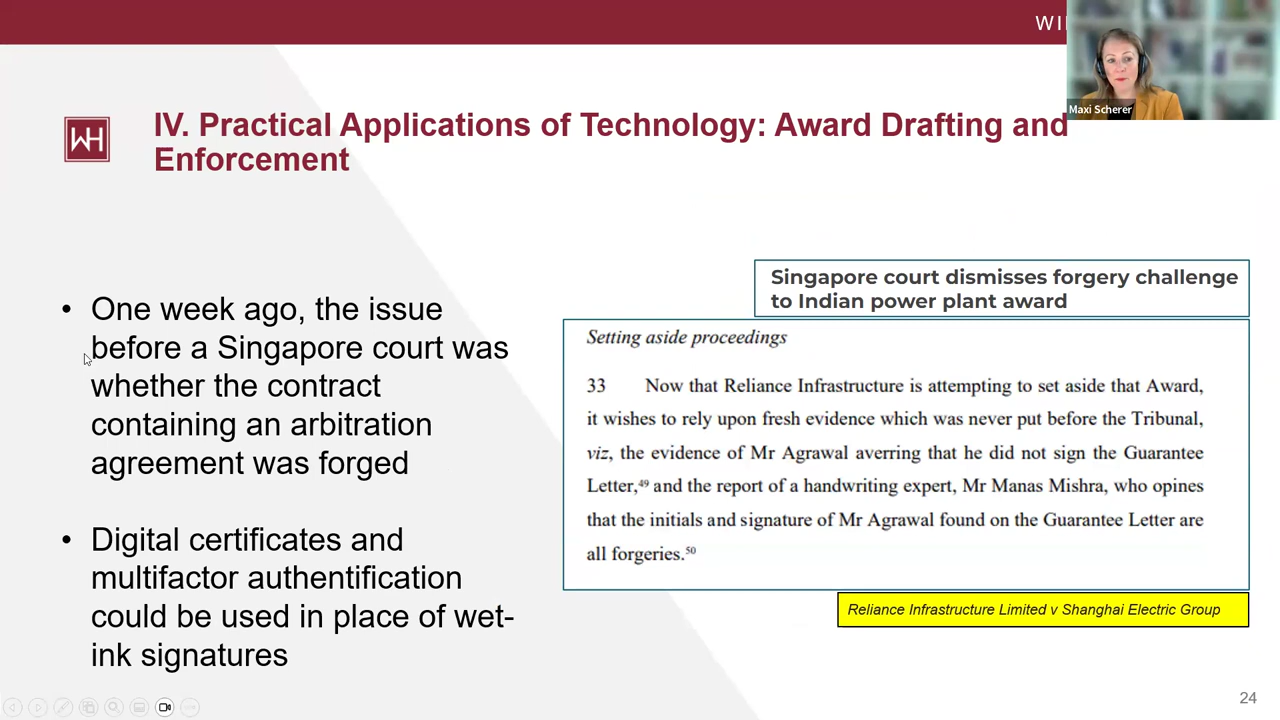 WI
Maxi Scherer
WH
IV. Practical Applications of Technology: Award Drafting and
Enforcement
• One week ago, the issue
before a Singapore court was
whether the contract
containing an arbitration
agreement was forged
• Digital certificates and
multifactor authentification
could be used in place of wet-
ink signatures
Singapore court dismisses forgery challenge
to Indian power plant award
Setting aside proceedings
33 Now that Reliance Infrastructure is attempting to set aside that Award,
it wishes to rely upon fresh evidence which was never put before the Tribunal,
viz, the evidence of Mr Agrawal averring that he did not sign the Guarantee
Letter,⁴⁹ and the report of a handwriting expert, Mr Manas Mishra, who opines
that the initials and signature of Mr Agrawal found on the Guarantee Letter are
all forgeries.⁵⁰
Reliance Infrastructure Limited v Shanghai Electric Group
24